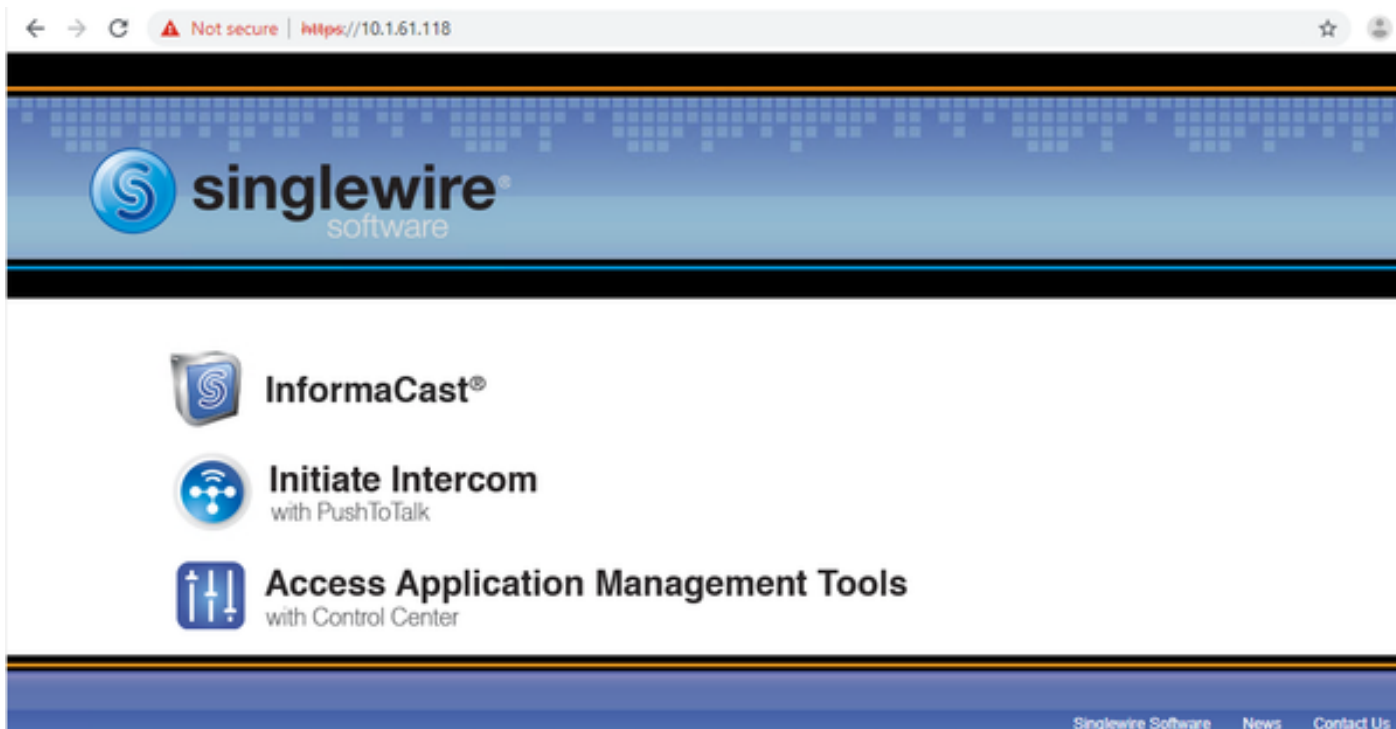 Not secure | https://10.1.61.118
singlewire®
software
InformaCast®
Initiate Intercom
with PushToTalk
Access Application Management Tools
with Control Center
Singlewire Software News Contact Us